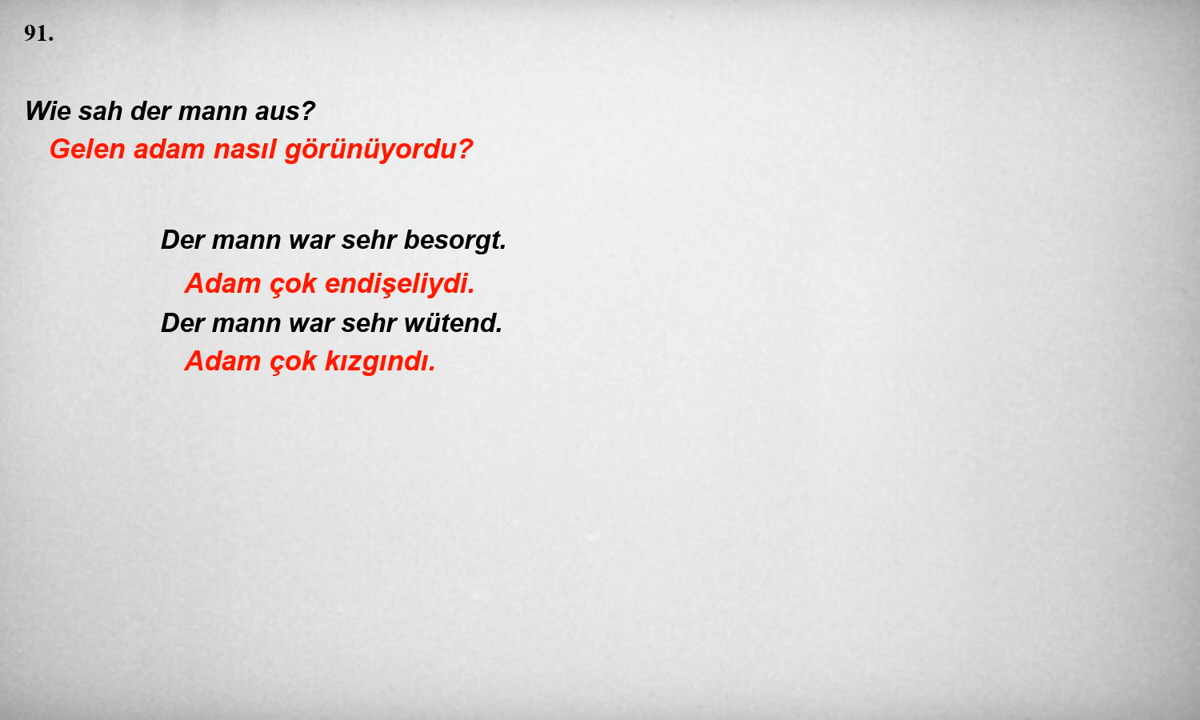 91.
Wie sah der mann aus?
Gelen adam nasıl görünüyordu?
Der mann war sehr besorgt.
Adam çok endişeliydi.
Der mann war sehr wütend.
Adam çok kızgındı.